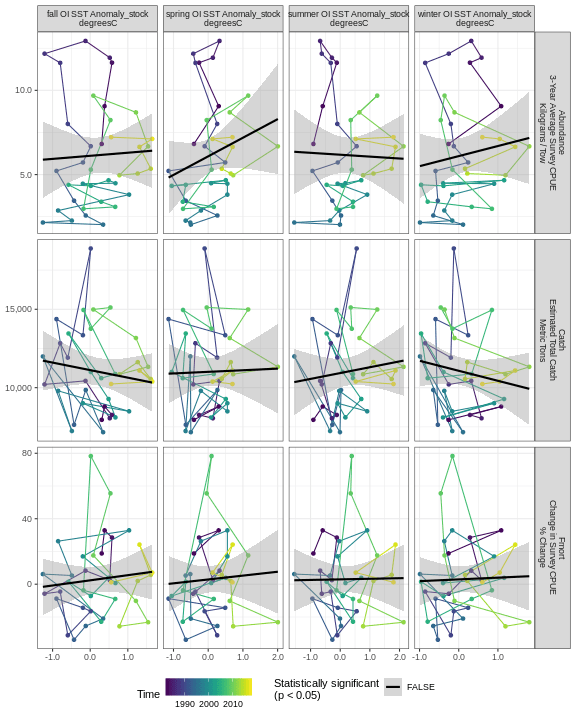 fall OI SST Anomaly_stock
degreesC
spring OI SST Anomaly_stock
degreesC
summer OI SST Anomaly_stock
degreesC
winter OI SST Anomaly_stock
degreesC
10.0
5.0
Abundance
3-Year Average Survey CPUE
Kilograms / Tow
15,000
10,000
Catch
Estimated Total Catch
Metric Tons
80
40
0
Fmort
Change in Survey CPUE
% Change
-1.0 0.0 1.0
-1.0 0.0 1.0 2.0
-1.0 0.0 1.0 2.0
-1.0 0.0 1.0
Time
1990 2000 2010
Statistically significant
(p < 0.05)
FALSE